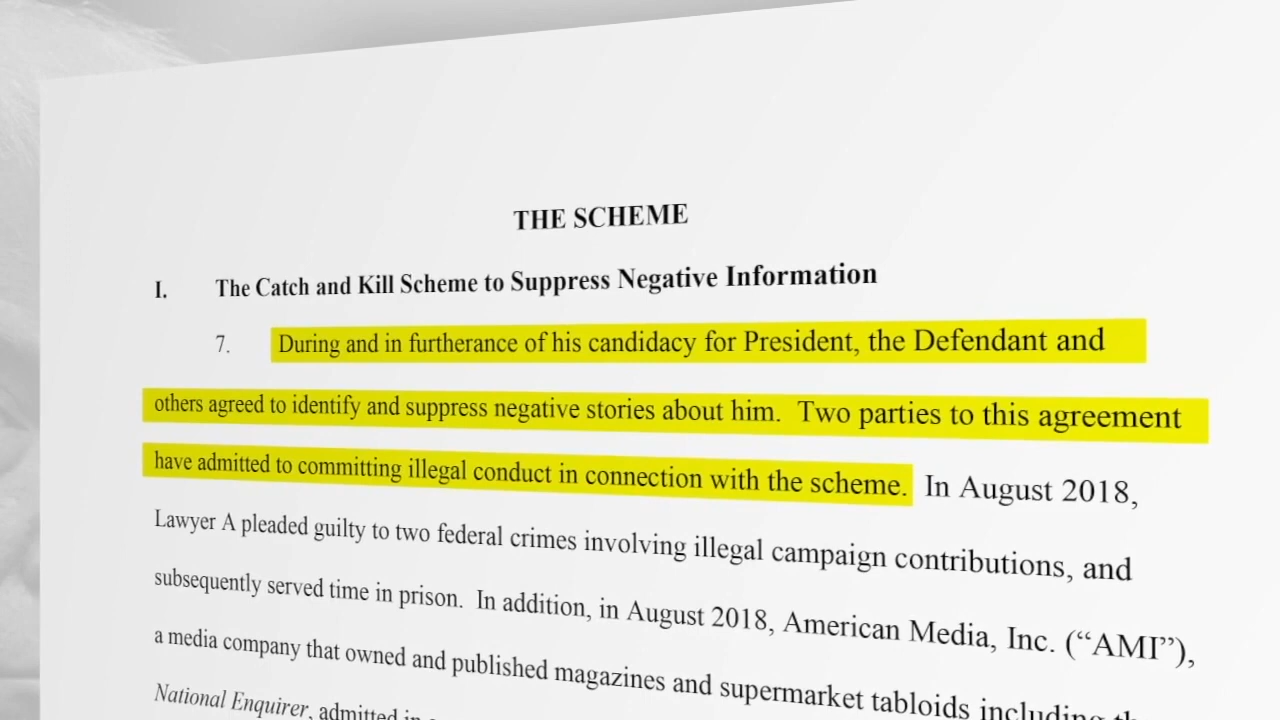 THE SCHEME
I. The Catch and Kill Scheme to Suppress Negative Information
7. During and in furtherance of his candidacy for President, the Defendant and
others agreed to identify and suppress negative stories about him. Two parties to this agreement
have admitted to committing illegal conduct in connection with the scheme. In August 2018,
Lawyer A pleaded guilty to two federal crimes involving illegal campaign contributions, and
subsequently served time in prison. In addition, in August 2018, American Media, Inc. (“AMI”),
a media company that owned and published magazines and supermarket tabloids including
National Enquirer, admitted